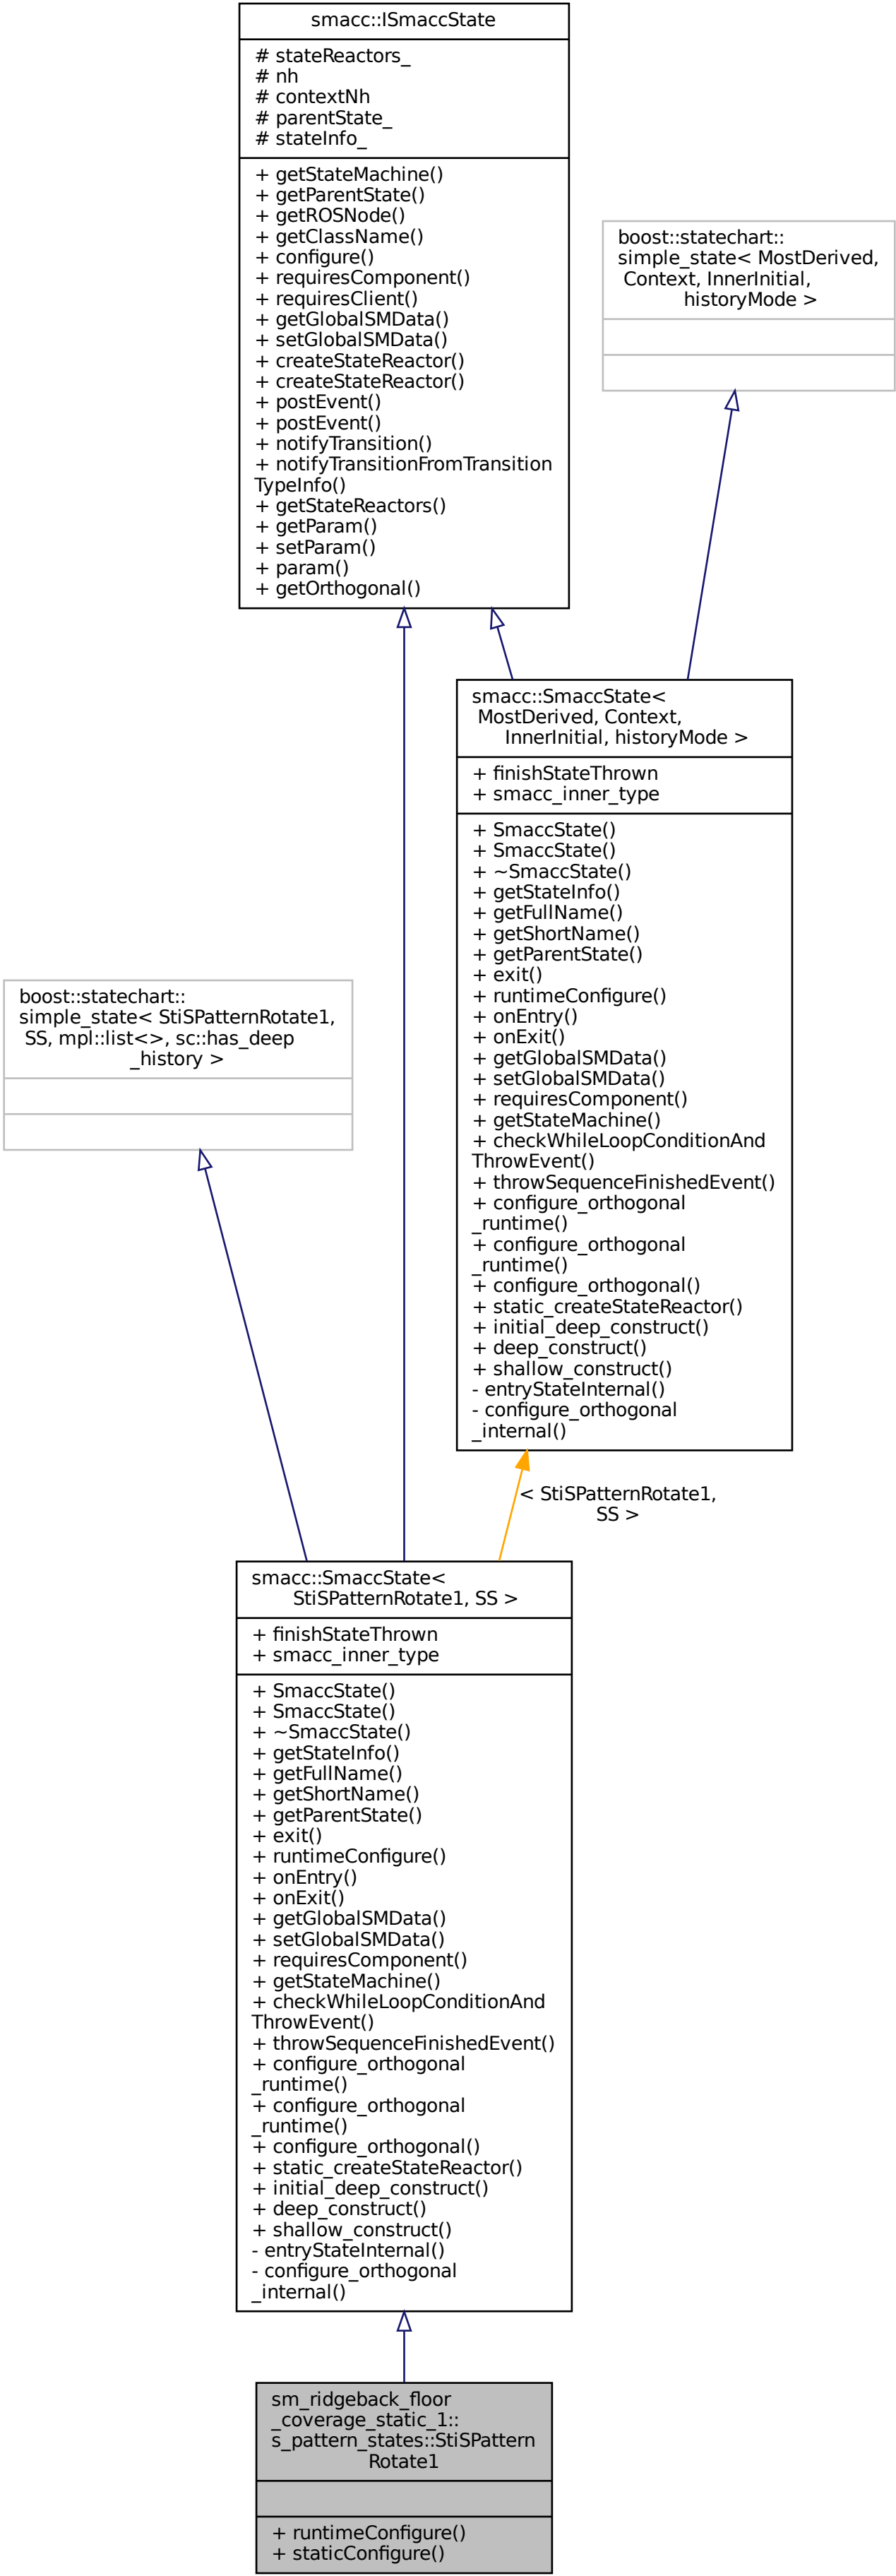 smacc::ISmaccState
# stateReactors_
# nh
# contextNh
# parentState_
# stateInfo_
+ getStateMachine()
+ getParentState()
+ getROSNode()
+ getClassName()
+ configure()
+ requiresComponent()
+ requiresClient()
+ getGlobalSMData()
+ setGlobalSMData()
+ createStateReactor()
+ createStateReactor()
+ postEvent()
+ postEvent()
+ notifyTransition()
+ notifyTransitionFromTransition
TypeInfo()
+ getStateReactors()
+ getParam()
+ setParam()
+ param()
+ getOrthogonal()
boost::statechart::
simple_state< MostDerived,
Context, InnerInitial,
historyMode >
smacc::SmaccState<
MostDerived, Context,
InnerInitial, historyMode >
+ finishStateThrown
+ smacc_inner_type
+ SmaccState()
+ SmaccState()
+ ~SmaccState()
+ getStateInfo()
+ getFullName()
+ getShortName()
+ getParentState()
+ exit()
+ runtimeConfigure()
+ onEntry()
+ onExit()
+ getGlobalSMData()
+ setGlobalSMData()
+ requiresComponent()
+ getStateMachine()
+ checkWhileLoopConditionAnd
ThrowEvent()
+ throwSequenceFinishedEvent()
+ configure_orthogonal
_runtime()
+ configure_orthogonal
_runtime()
+ configure_orthogonal()
+ static_createStateReactor()
+ initial_deep_construct()
+ deep_construct()
+ shallow_construct()
- entryStateInternal()
- configure_orthogonal
_internal()
boost::statechart::
simple_state< StiSPatternRotate1,
SS, mpl::list<>, sc::has_deep
_history >
< StiSPatternRotate1,
SS >
smacc::SmaccState<
StiSPatternRotate1, SS >
+ finishStateThrown
+ smacc_inner_type
+ SmaccState()
+ SmaccState()
+ ~SmaccState()
+ getStateInfo()
+ getFullName()
+ getShortName()
+ getParentState()
+ exit()
+ runtimeConfigure()
+ onEntry()
+ onExit()
+ getGlobalSMData()
+ setGlobalSMData()
+ requiresComponent()
+ getStateMachine()
+ checkWhileLoopConditionAnd
ThrowEvent()
+ throwSequenceFinishedEvent()
+ configure_orthogonal
_runtime()
+ configure_orthogonal
_runtime()
+ configure_orthogonal()
+ static_createStateReactor()
+ initial_deep_construct()
+ deep_construct()
+ shallow_construct()
- entryStateInternal()
- configure_orthogonal
_internal()
sm_ridgeback_floor
_coverage_static_1::
s_pattern_states::StiSPattern
Rotate1
+ runtimeConfigure()
+ staticConfigure()